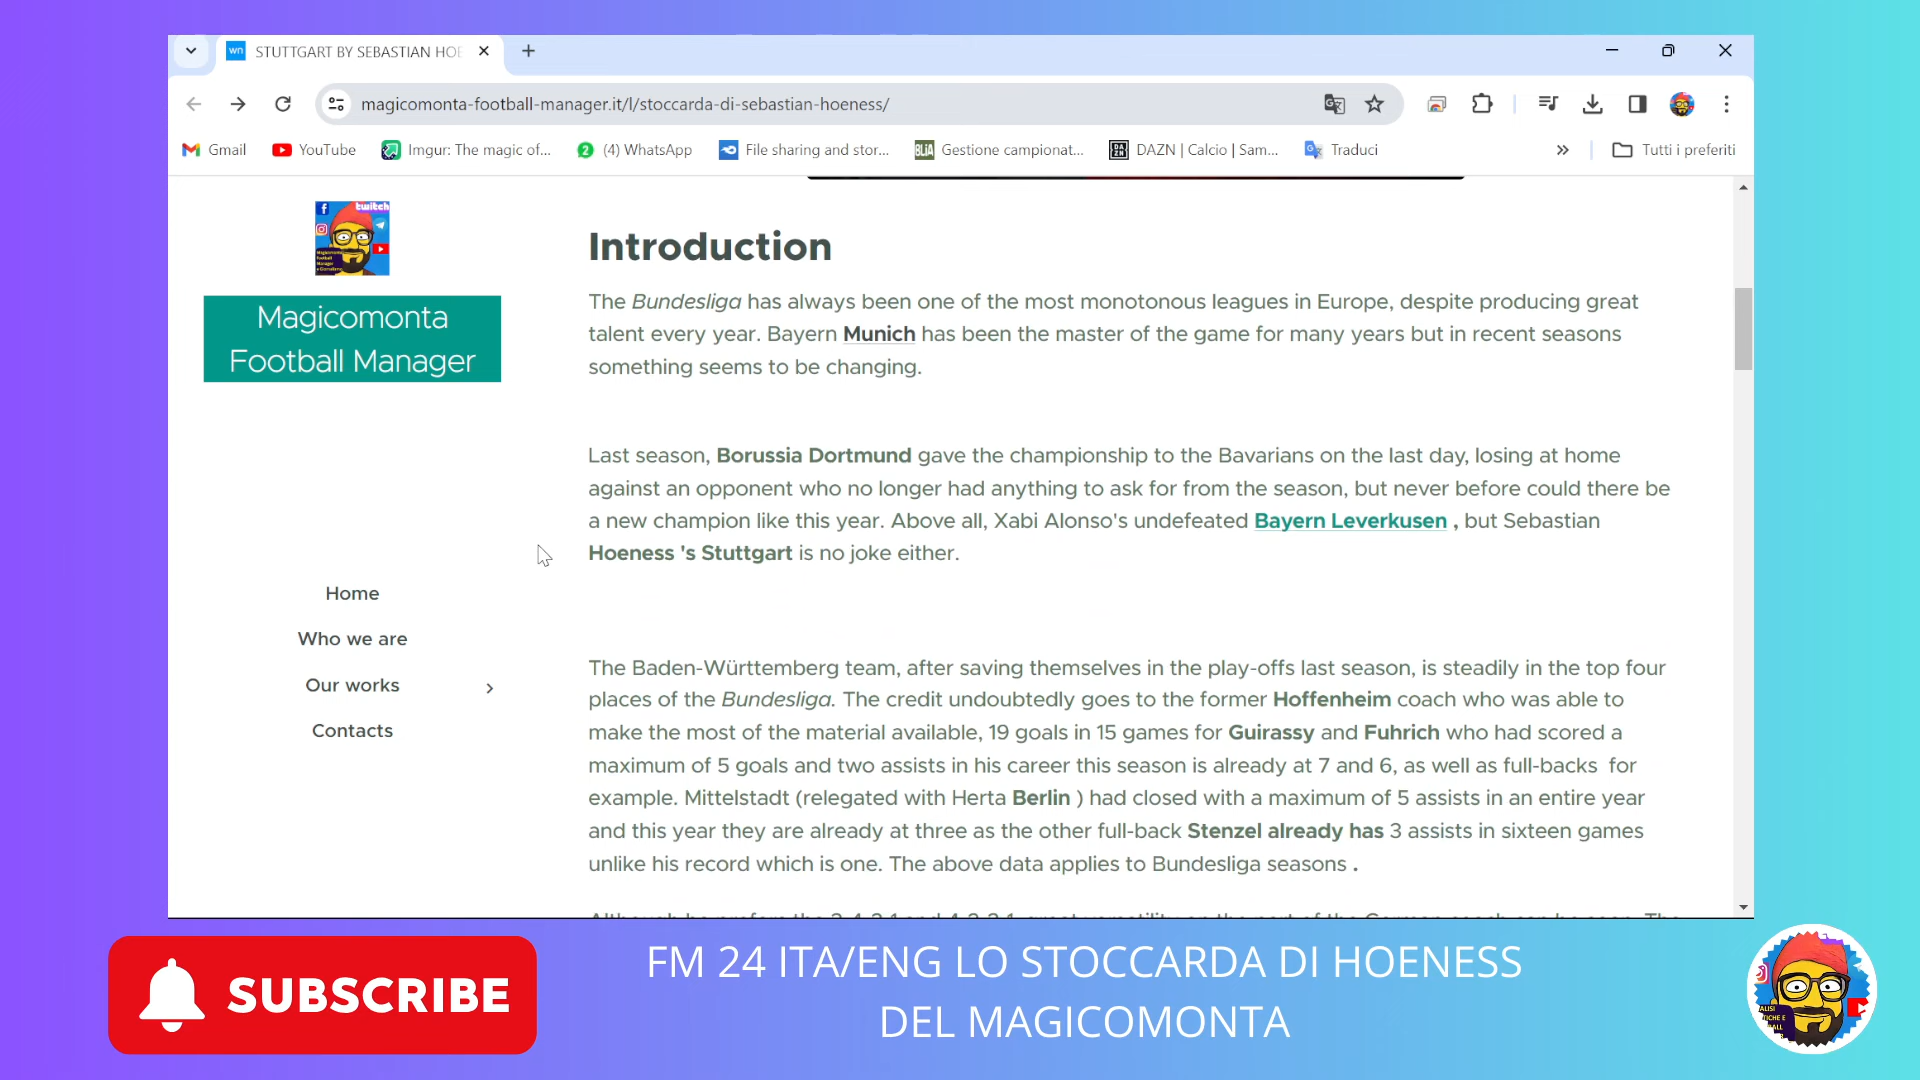 STUTTGART BY SEBASTIAN HOE
magicomonta-football-manager.it/l/stoccarda-di-sebastian-hoeness/
Gmail YouTube Imgur: The magic of... (4) WhatsApp File sharing and stor... Gestione campionat... DAZN | Calcio | Sam... Traduci » Tutti i preferiti
twitch
Magicomonta
Football Manager
Home
Who we are
Our works
Contacts
Introduction
The Bundesliga has always been one of the most monotonous leagues in Europe, despite producing great
talent every year. Bayern Munich has been the master of the game for many years but in recent seasons
something seems to be changing.
Last season, Borussia Dortmund gave the championship to the Bavarians on the last day, losing at home
against an opponent who no longer had anything to ask for from the season, but never before could there be
a new champion like this year. Above all, Xabi Alonso's undefeated Bayern Leverkusen , but Sebastian
Hoeness 's Stuttgart is no joke either.
The Baden-Württemberg team, after saving themselves in the play-offs last season, is steadily in the top four
places of the Bundesliga. The credit undoubtedly goes to the former Hoffenheim coach who was able to
make the most of the material available, 19 goals in 15 games for Guirassy and Fuhrich who had scored a
maximum of 5 goals and two assists in his career this season is already at 7 and 6, as well as full-backs for
example. Mittelstadt (relegated with Herta Berlin ) had closed with a maximum of 5 assists in an entire year
and this year they are already at three as the other full-back Stenzel already has 3 assists in sixteen games
unlike his record which is one. The above data applies to Bundesliga seasons .
SUBSCRIBE
FM 24 ITA/ENG LO STOCCARDA DI HOENESS
DEL MAGICOMONTA